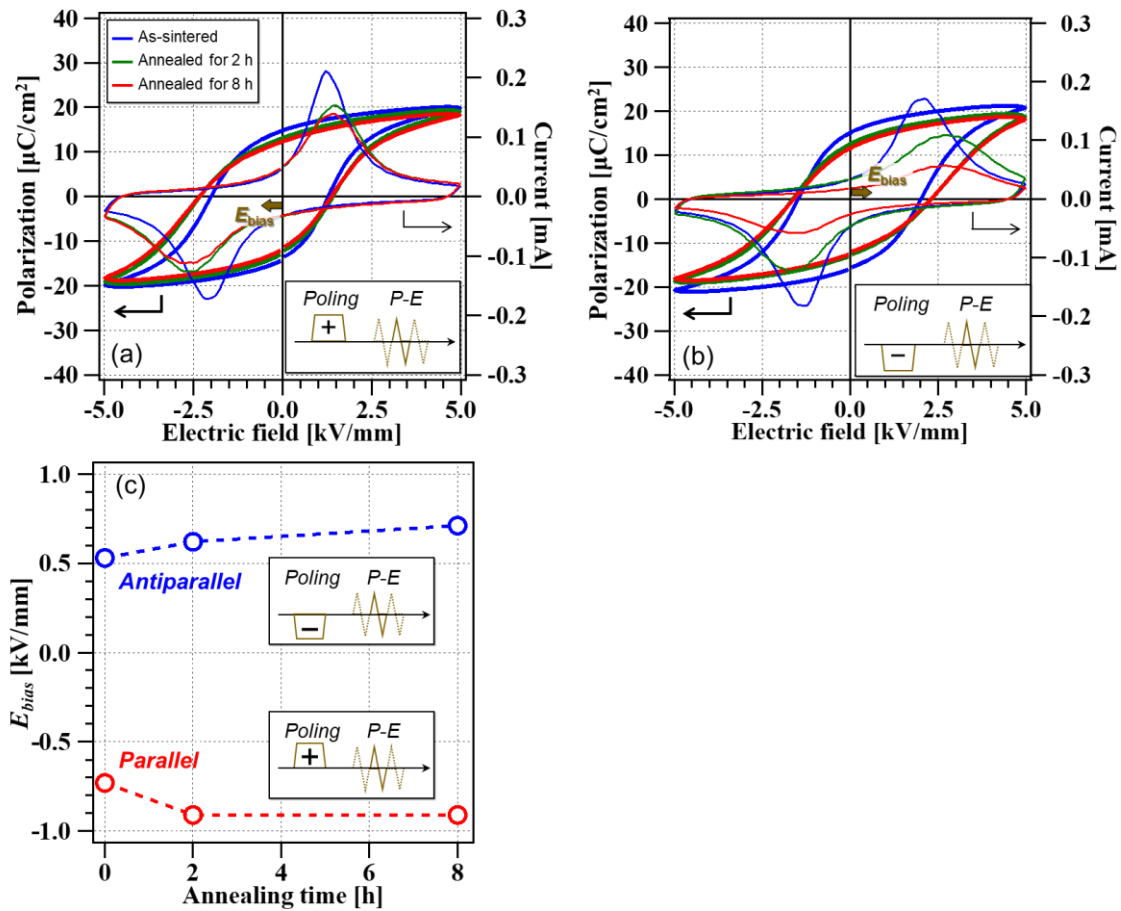 As-sintered
Annealed for 2 h
Annealed for 8 h
40
30
20
10
0
-10
-20
-30
-40
Polarization [μC/cm²]
0.3
0.2
0.1
0.0
-0.1
-0.2
-0.3
Current [mA]
E_bias
Poling P-E
+
(a)
-5.0 -2.5 0.0 2.5 5.0
Electric field [kV/mm]
40
30
20
10
0
-10
-20
-30
-40
Polarization [μC/cm²]
0.3
0.2
0.1
0.0
-0.1
-0.2
-0.3
Current [mA]
E_bias
Poling P-E
−
(b)
-5.0 -2.5 0.0 2.5 5.0
Electric field [kV/mm]
(c)
1.0
0.5
0.0
-0.5
-1.0
E_bias [kV/mm]
Antiparallel
Poling P-E
−
Poling P-E
+
Parallel
0 2 4 6 8
Annealing time [h]